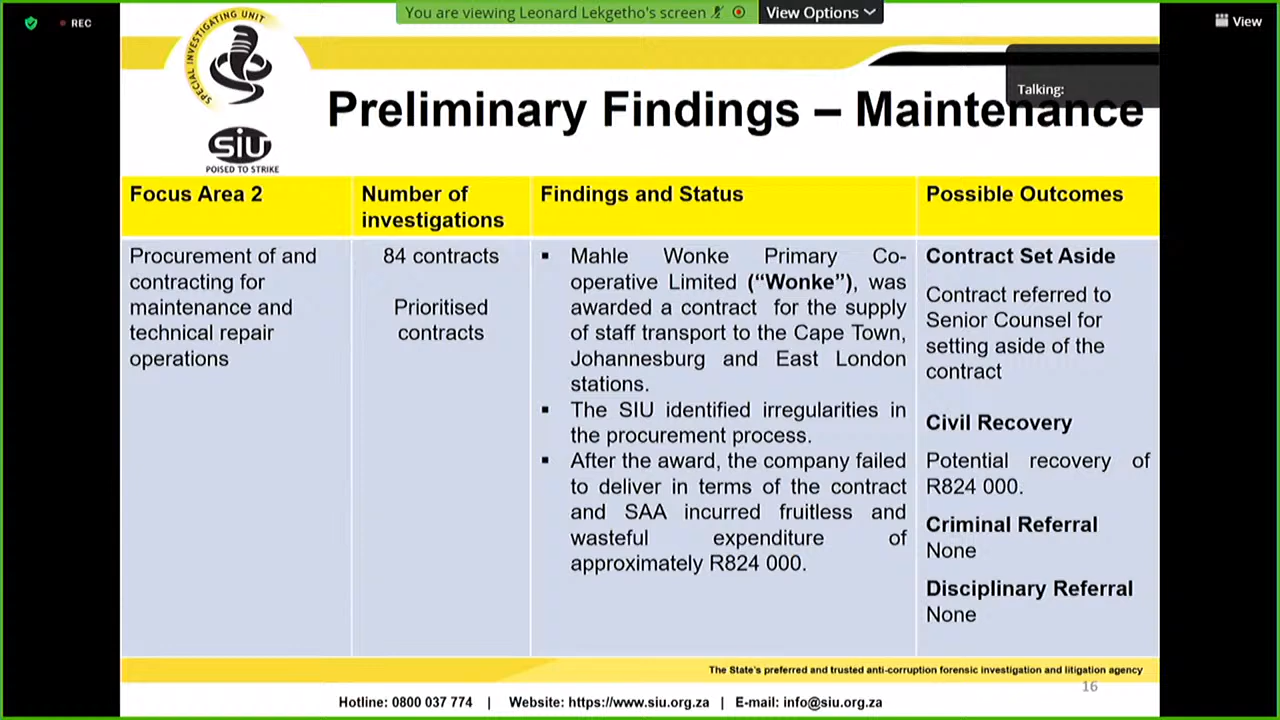 You are viewing Leonard Lekgetho's screen
View Options
REC
View
SPECIAL INVESTIGATING UNIT
SIU
POISED TO STRIKE
Talking:
Preliminary Findings – Maintenance
Focus Area 2
Number of
investigations
Findings and Status
Possible Outcomes
Procurement of and
contracting for
maintenance and
technical repair
operations
84 contracts
Prioritised
contracts
▪ Mahle Wonke Primary Co-
operative Limited (“Wonke”), was
awarded a contract for the supply
of staff transport to the Cape Town,
Johannesburg and East London
stations.
▪ The SIU identified irregularities in
the procurement process.
▪ After the award, the company failed
to deliver in terms of the contract
and SAA incurred fruitless and
wasteful expenditure of
approximately R824 000.
Contract Set Aside
Contract referred to
Senior Counsel for
setting aside of the
contract
Civil Recovery
Potential recovery of
R824 000.
Criminal Referral
None
Disciplinary Referral
None
The State's preferred and trusted anti-corruption forensic investigation and litigation agency
16
Hotline: 0800 037 774 | Website: https://www.siu.org.za | E-mail: info@siu.org.za